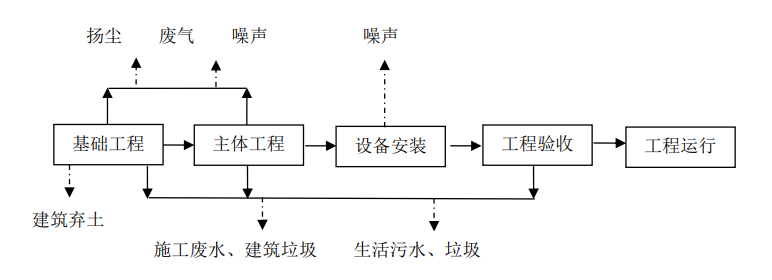 扬尘 废气 噪声 噪声
基础工程 主体工程 设备安装 工程验收 工程运行
建筑弃土
施工废水、建筑垃圾 生活污水、垃圾